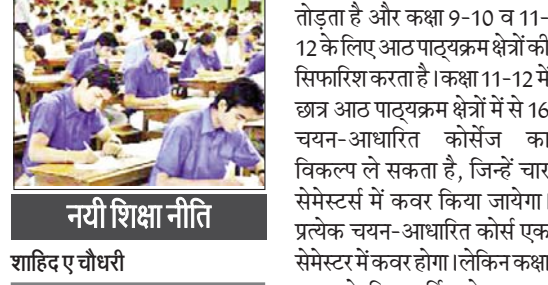 नयी शिक्षा नीति
शाहिद ए चौधरी
तोड़ता है और कक्षा 9-10 व 11-
12 के लिए आठ पाठ्यक्रम क्षेत्रों की
सिफारिश करता है। कक्षा 11-12 में
छात्र आठ पाठ्यक्रम क्षेत्रों में से 16
चयन-आधारित कोर्सेज का
विकल्प ले सकता है, जिन्हें चार
सेमेस्टर्स में कवर किया जायेगा।
प्रत्येक चयन-आधारित कोर्स एक
सेमेस्टर में कवर होगा। लेकिन कक्षा